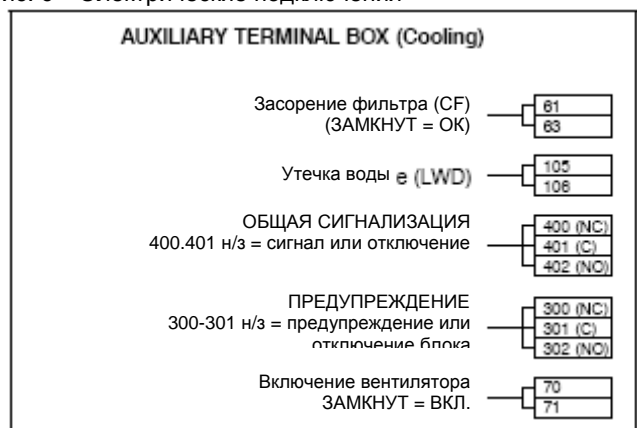 AUXILIARY TERMINAL BOX (Cooling)
Засорение фильтра (CF)
(ЗАМКНУТ = ОК)
61
63
Утечка воды е (LWD)
105
106
ОБЩАЯ СИГНАЛИЗАЦИЯ
400.401 н/з = сигнал или отключение
400 (NC)
401 (C)
402 (NO)
ПРЕДУПРЕЖДЕНИЕ
300-301 н/з = предупреждение или
отключение блока
300 (NC)
301 (C)
302 (NO)
Включение вентилятора
ЗАМКНУТ = ВКЛ.
70
71